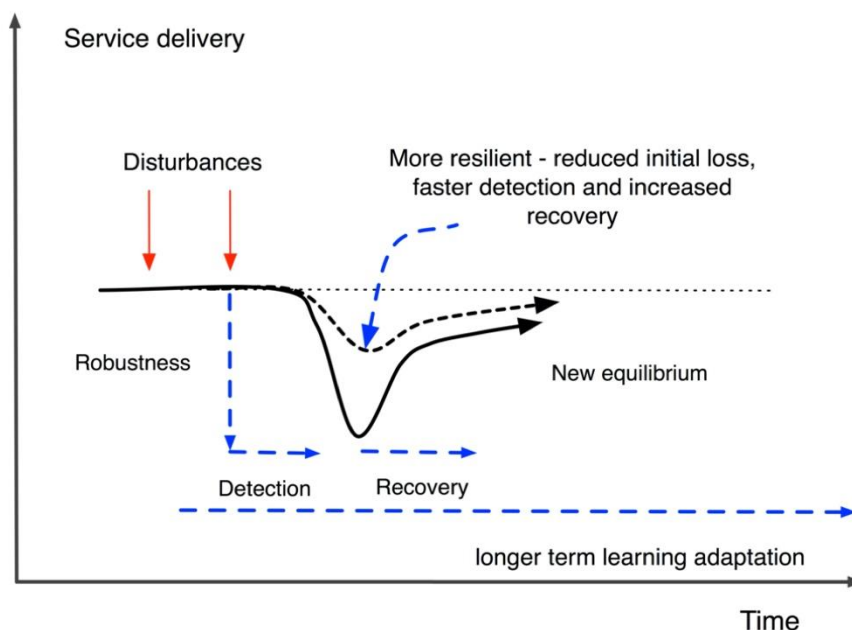 Service delivery
Disturbances
More resilient - reduced initial loss,
faster detection and increased
recovery
Robustness
New equilibrium
Detection
Recovery
longer term learning adaptation
Time